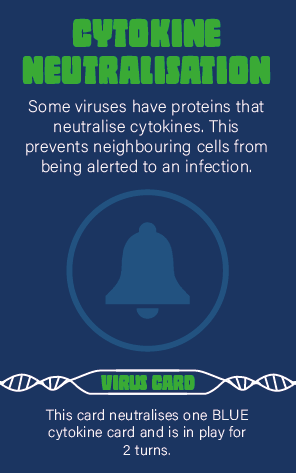 CYTOKINE
NEUTRALISATION
Some viruses have proteins that
neutralise cytokines. This
prevents neighbouring cells from
being alerted to an infection.
VIRUS CARD
This card neutralises one BLUE
cytokine card and is in play for
2 turns.